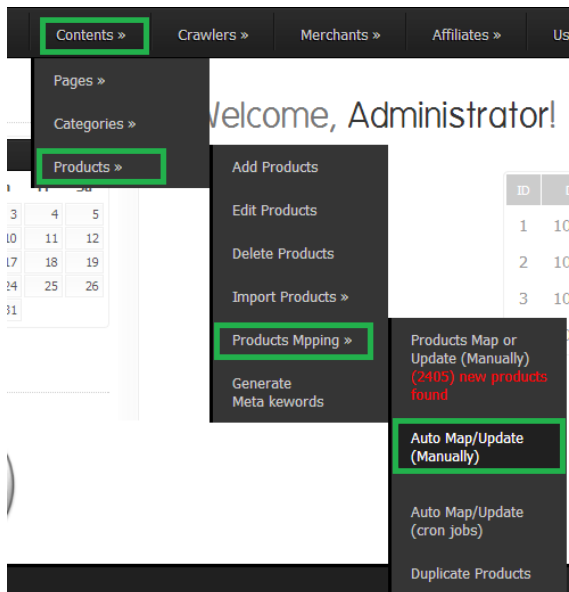 Contents » Crawlers » Merchants » Affiliates » Us
Pages »
Welcome, Administrator!
Categories »
Products »
Add Products
ID
3 4 5
Edit Products
1 10
10 11 12
17 18 19
Delete Products
2 10
24 25 26
Import Products »
3 10
31
Products Mpping »
Products Map or
Update (Manually)
(2405) new products
found
Generate
Meta kewords
Auto Map/Update
(Manually)
Auto Map/Update
(cron jobs)
Duplicate Products